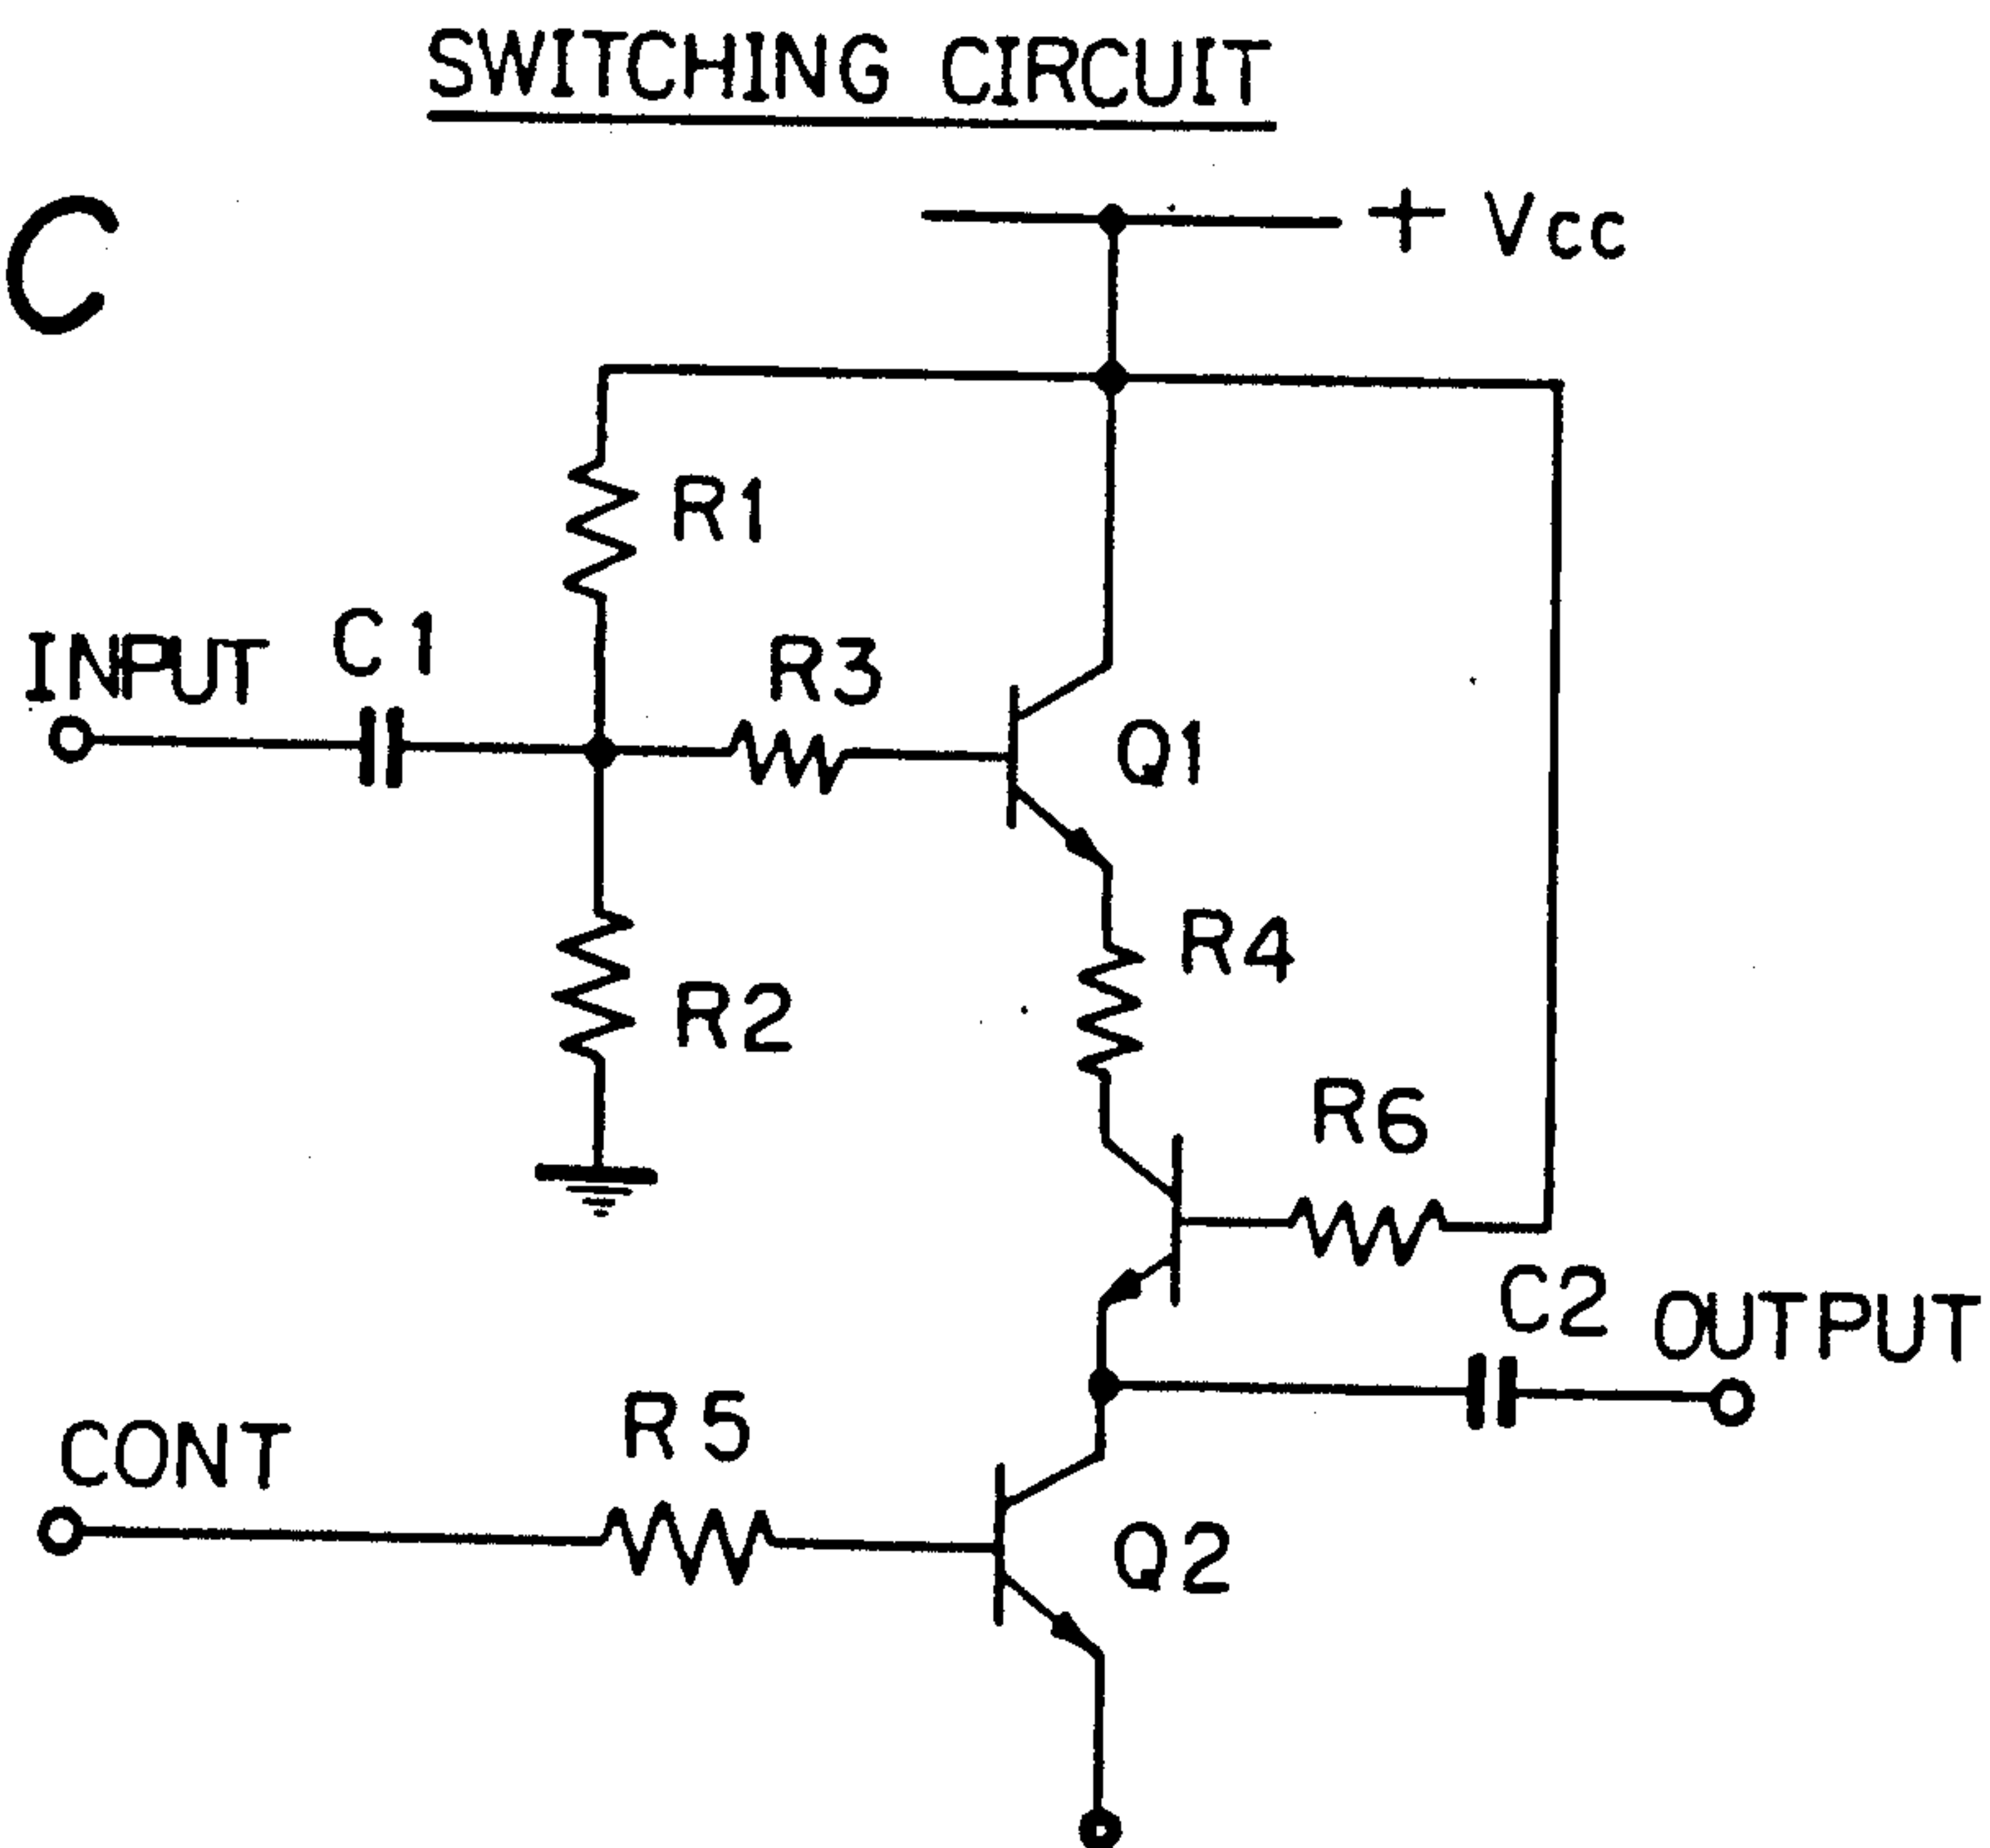 SWITCHING CIRCUIT
C
+ Vcc
R1
INPUT
C1
R3
Q1
R4
R2
R6
C2
OUTPUT
R5
CONT
Q2